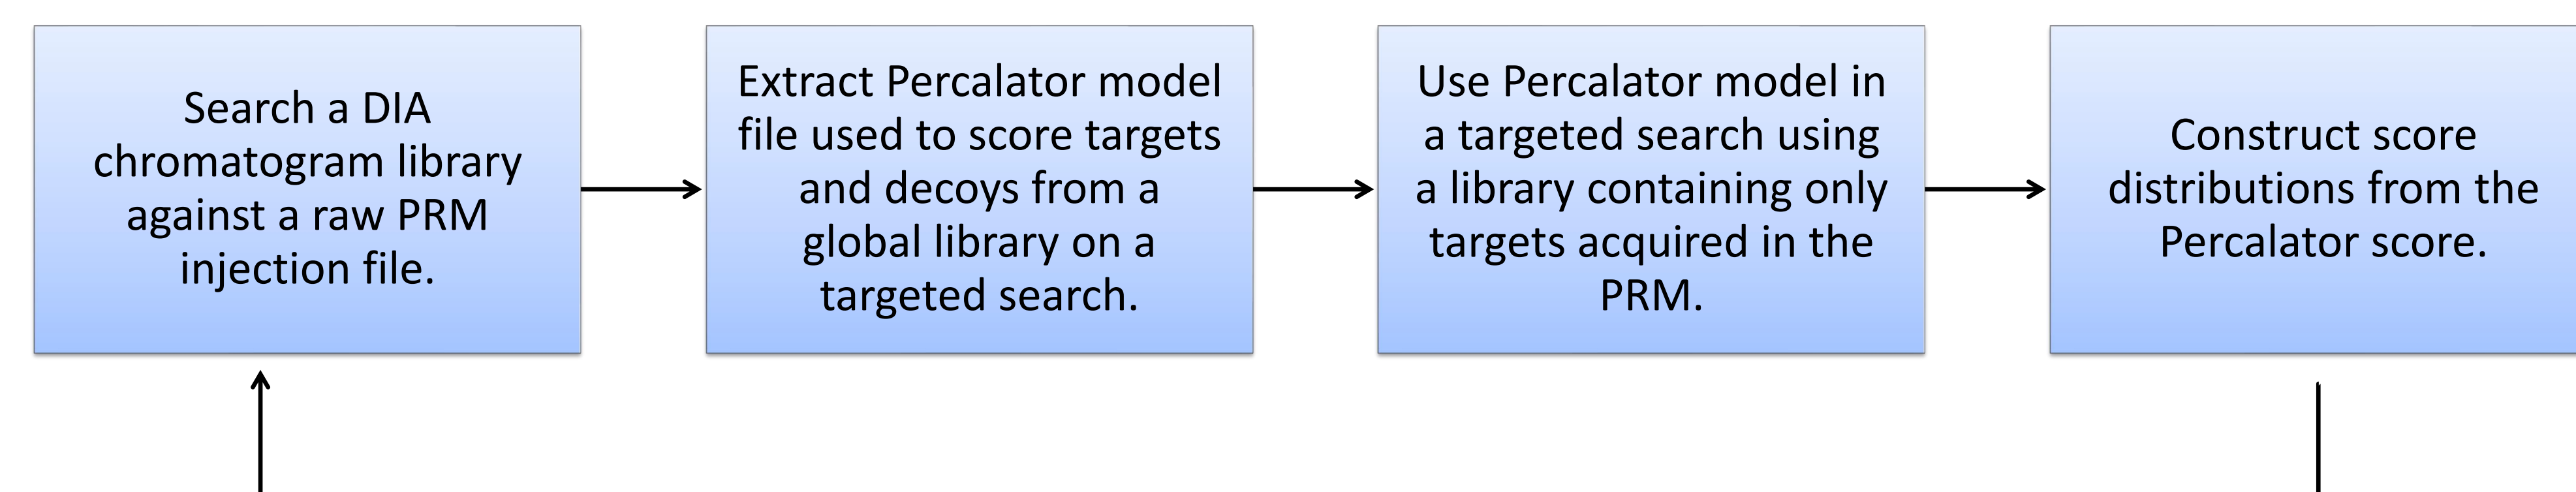 Search a DIA
chromatogram library
against a raw PRM
injection file.
Extract Percalator model
file used to score targets
and decoys from a
global library on a
targeted search.
Use Percalator model in
a targeted search using
a library containing only
targets acquired in the
PRM.
Construct score
distributions from the
Percalator score.